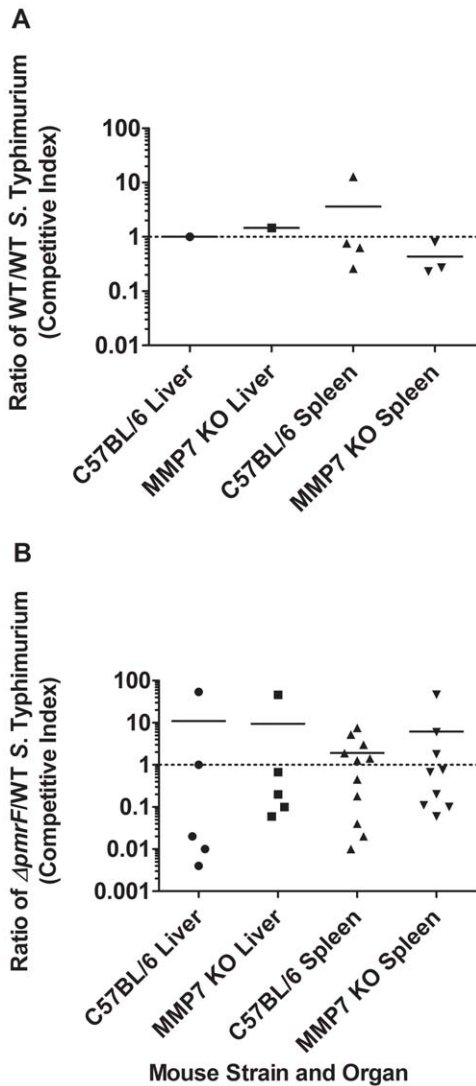 A
Ratio of WT/WT S. Typhimurium
(Competitive Index)
100
10
1
0.1
0.01
C57BL/6 Liver
MMP7 KO Liver
C57BL/6 Spleen
MMP7 KO Spleen
B
Ratio of ΔpmrF/WT S. Typhimurium
(Competitive Index)
100
10
1
0.1
0.01
0.001
C57BL/6 Liver
MMP7 KO Liver
C57BL/6 Spleen
MMP7 KO Spleen
Mouse Strain and Organ